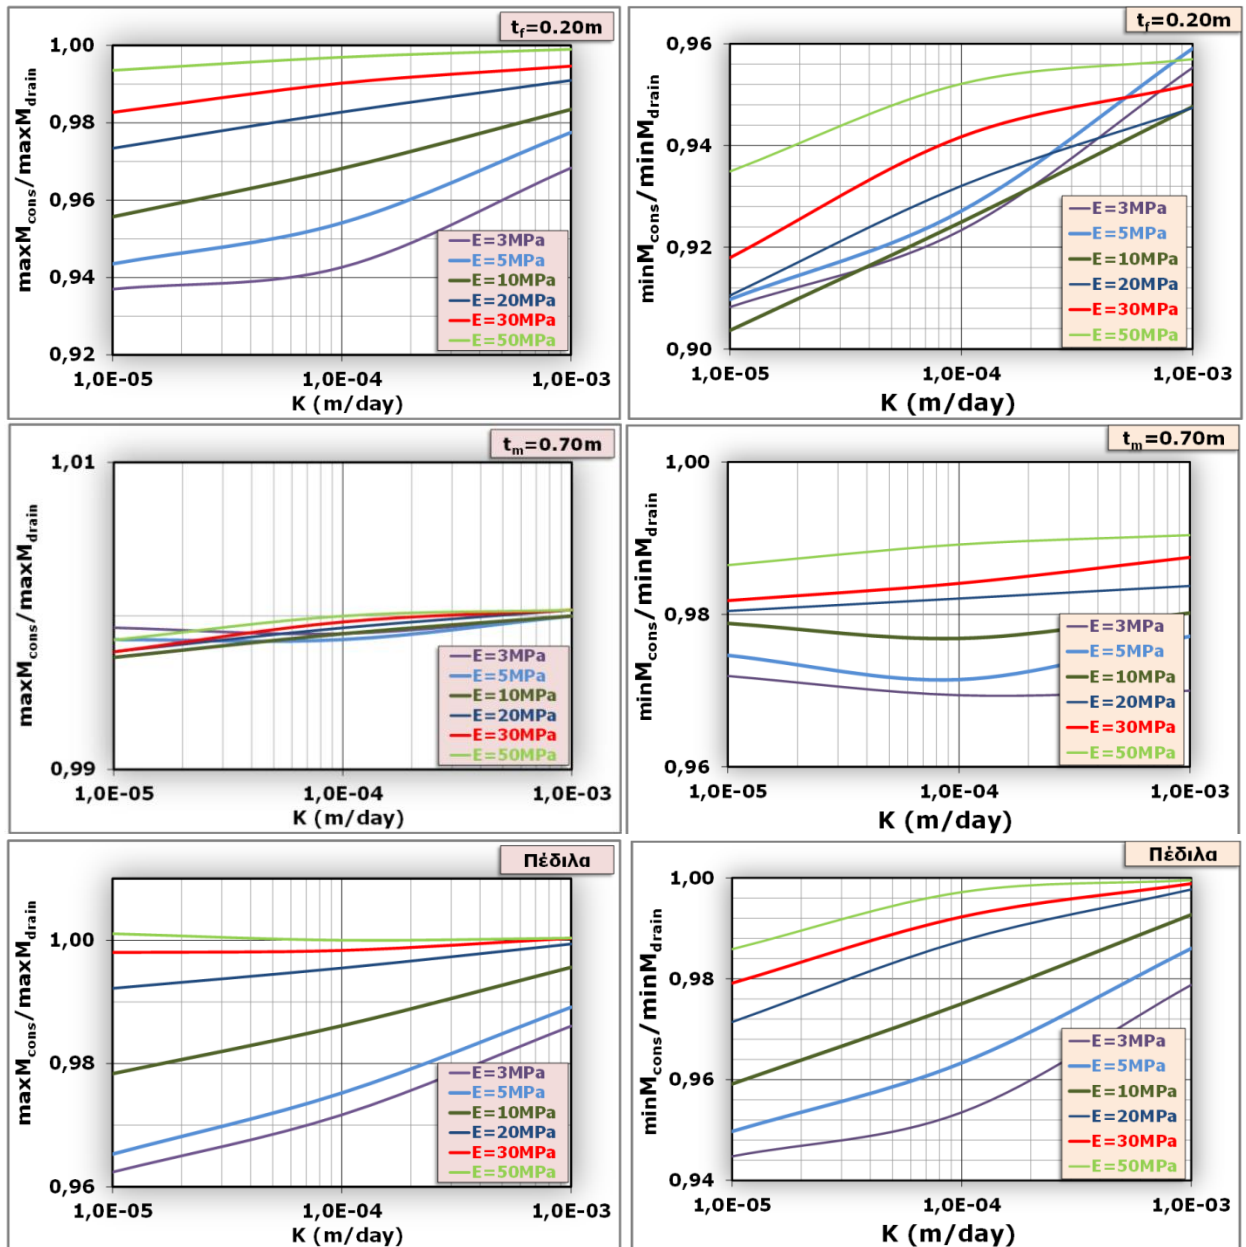 t_f=0.20m
maxM_cons/maxM_drain
1,00
0,98
0,96
0,94
0,92
E=3MPa
E=5MPa
E=10MPa
E=20MPa
E=30MPa
E=50MPa
1,0E-05 1,0E-04 1,0E-03
K (m/day)
t_f=0.20m
minM_cons/minM_drain
0,96
0,94
0,92
0,90
E=3MPa
E=5MPa
E=10MPa
E=20MPa
E=30MPa
E=50MPa
1,0E-05 1,0E-04 1,0E-03
K (m/day)
t_m=0.70m
maxM_cons/maxM_drain
1,01
0,99
E=3MPa
E=5MPa
E=10MPa
E=20MPa
E=30MPa
E=50MPa
1,0E-05 1,0E-04 1,0E-03
K (m/day)
t_m=0.70m
minM_cons/minM_drain
1,00
0,98
0,96
E=3MPa
E=5MPa
E=10MPa
E=20MPa
E=30MPa
E=50MPa
1,0E-05 1,0E-04 1,0E-03
K (m/day)
Πέδιλα
maxM_cons/maxM_drain
1,00
0,98
0,96
E=3MPa
E=5MPa
E=10MPa
E=20MPa
E=30MPa
E=50MPa
1,0E-05 1,0E-04 1,0E-03
K (m/day)
Πέδιλα
minM_cons/minM_drain
1,00
0,98
0,96
0,94
E=3MPa
E=5MPa
E=10MPa
E=20MPa
E=30MPa
E=50MPa
1,0E-05 1,0E-04 1,0E-03
K (m/day)